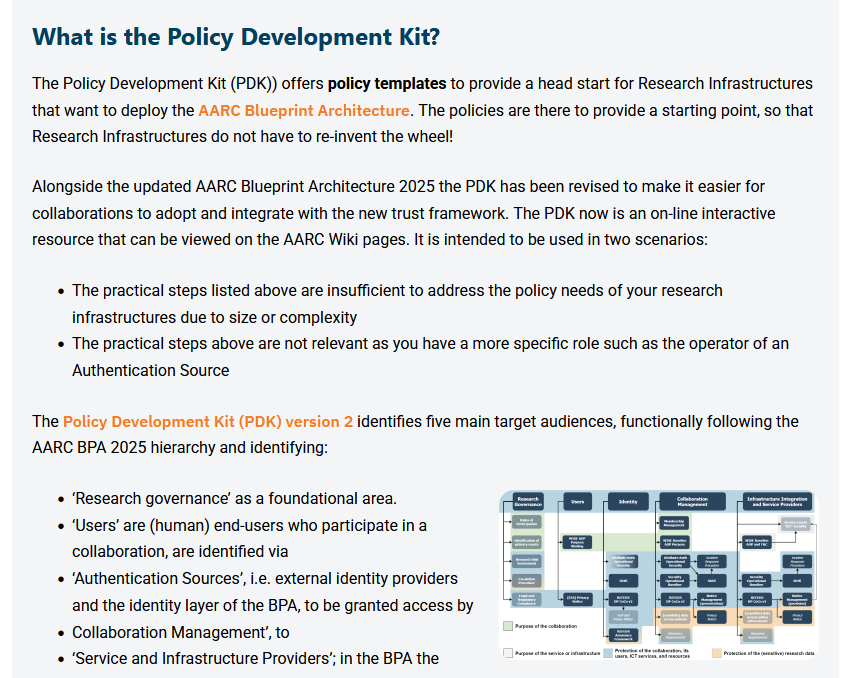 What is the Policy Development Kit?
The Policy Development Kit (PDK)) offers policy templates to provide a head start for Research Infrastructures
that want to deploy the AARC Blueprint Architecture. The policies are there to provide a starting point, so that
Research Infrastructures do not have to re-invent the wheel!
Alongside the updated AARC Blueprint Architecture 2025 the PDK has been revised to make it easier for
collaborations to adopt and integrate with the new trust framework. The PDK now is an on-line interactive
resource that can be viewed on the AARC Wiki pages. It is intended to be used in two scenarios:
• The practical steps listed above are insufficient to address the policy needs of your research
infrastructures due to size or complexity
• The practical steps above are not relevant as you have a more specific role such as the operator of an
Authentication Source
The Policy Development Kit (PDK) version 2 identifies five main target audiences, functionally following the
AARC BPA 2025 hierarchy and identifying:
• ‘Research governance’ as a foundational area.
• ‘Users’ are (human) end-users who participate in a
collaboration, are identified via
• ‘Authentication Sources’, i.e. external identity providers
and the identity layer of the BPA, to be granted access by
• Collaboration Management’, to
• ‘Service and Infrastructure Providers’; in the BPA the
Research
Governance
Users
Identity
Collaboration
Management
Infrastructure Integration
and Service Providers
Membership
Management
Purpose of the collaboration
Purpose of the service or infrastructure
Protection of the collaboration, its
users, ICT services, and resources
Protection of the (sensitive) research data